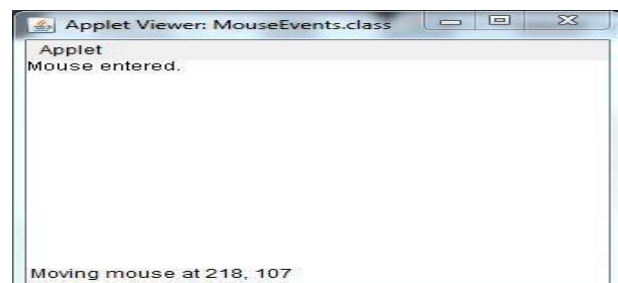 Applet Viewer: MouseEvents.class
Applet
Mouse entered.
Moving mouse at 218, 107